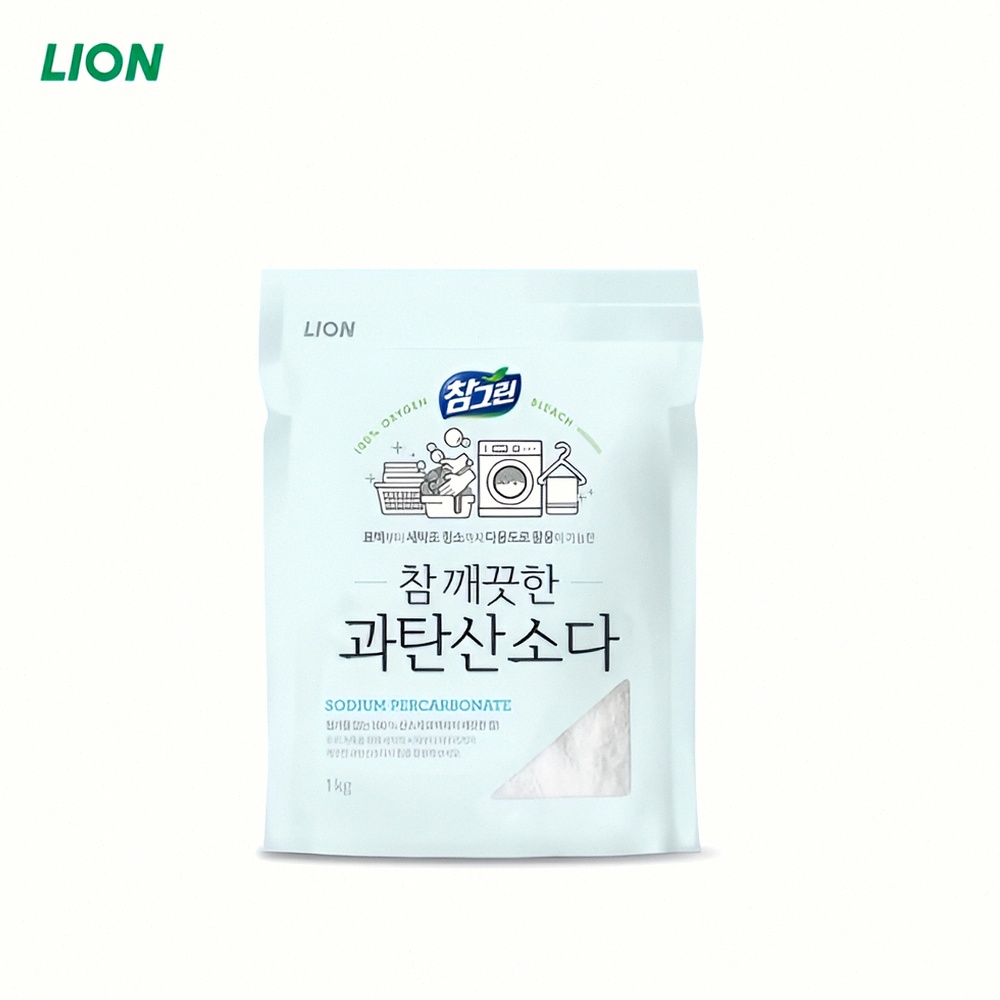 LION
LION
참그린
100% OXYGEN BLEACH
참 깨끗한
과탄산소다
SODIUM PERCARBONATE
1kg